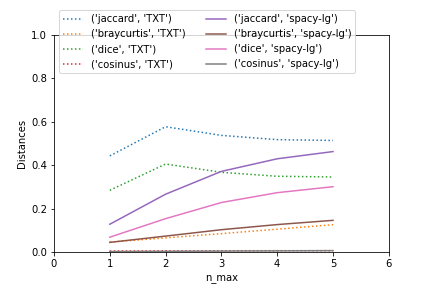 ('jaccard', 'TXT') ('jaccard', 'spacy-lg')
('braycurtis', 'TXT') ('braycurtis', 'spacy-lg')
('dice', 'TXT') ('dice', 'spacy-lg')
('cosinus', 'TXT') ('cosinus', 'spacy-lg')
1.0
0.8
0.6
0.4
0.2
0.0
Distances
0 1 2 3 4 5 6
n_max